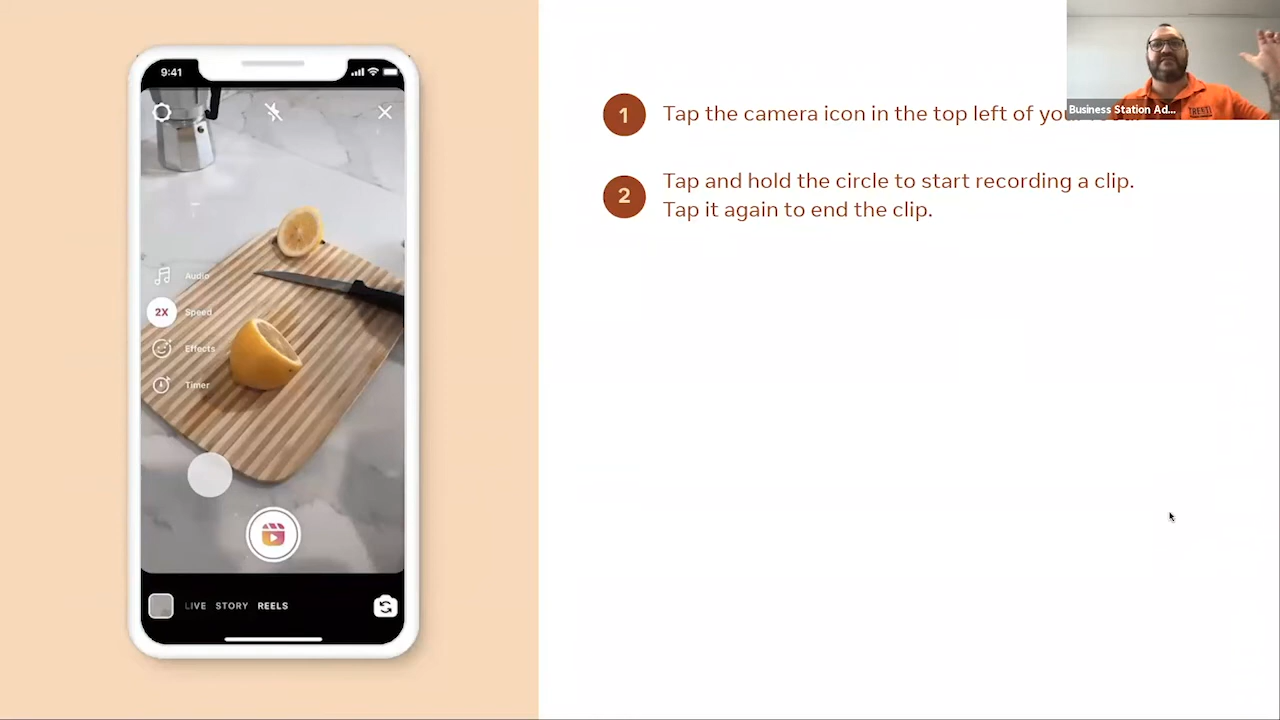 9:41
Audio
2X Speed
Effects
Timer
LIVE STORY REELS
1 Tap the camera icon in the top left of
2 Tap and hold the circle to start recording a clip.
Tap it again to end the clip.
Business Station Ad...